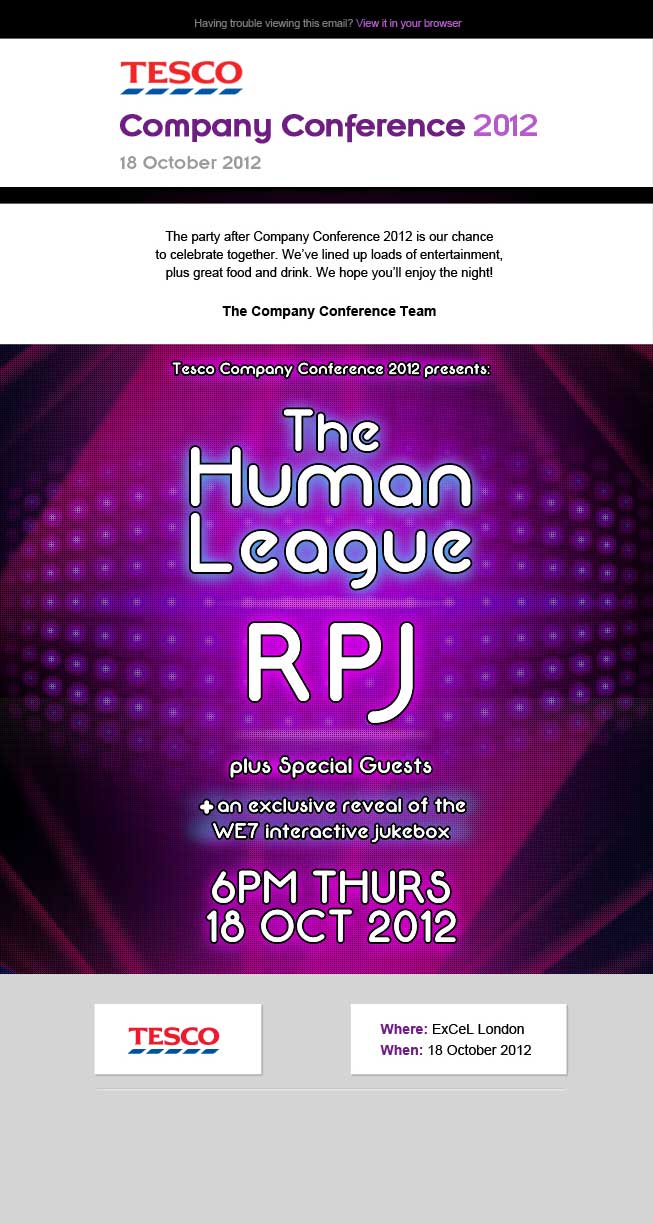 Having trouble viewing this email? View it in your browser
TESCO
Company Conference 2012
18 October 2012
The party after Company Conference 2012 is our chance
to celebrate together. We've lined up loads of entertainment,
plus great food and drink. We hope you'll enjoy the night!
The Company Conference Team
Tesco Company Conference 2012 presents:
The
Human
League
RPJ
plus Special Guests
+ an exclusive reveal of the
WE7 interactive jukebox
6PM THURS
18 OCT 2012
TESCO
Where: ExCeL London
When: 18 October 2012